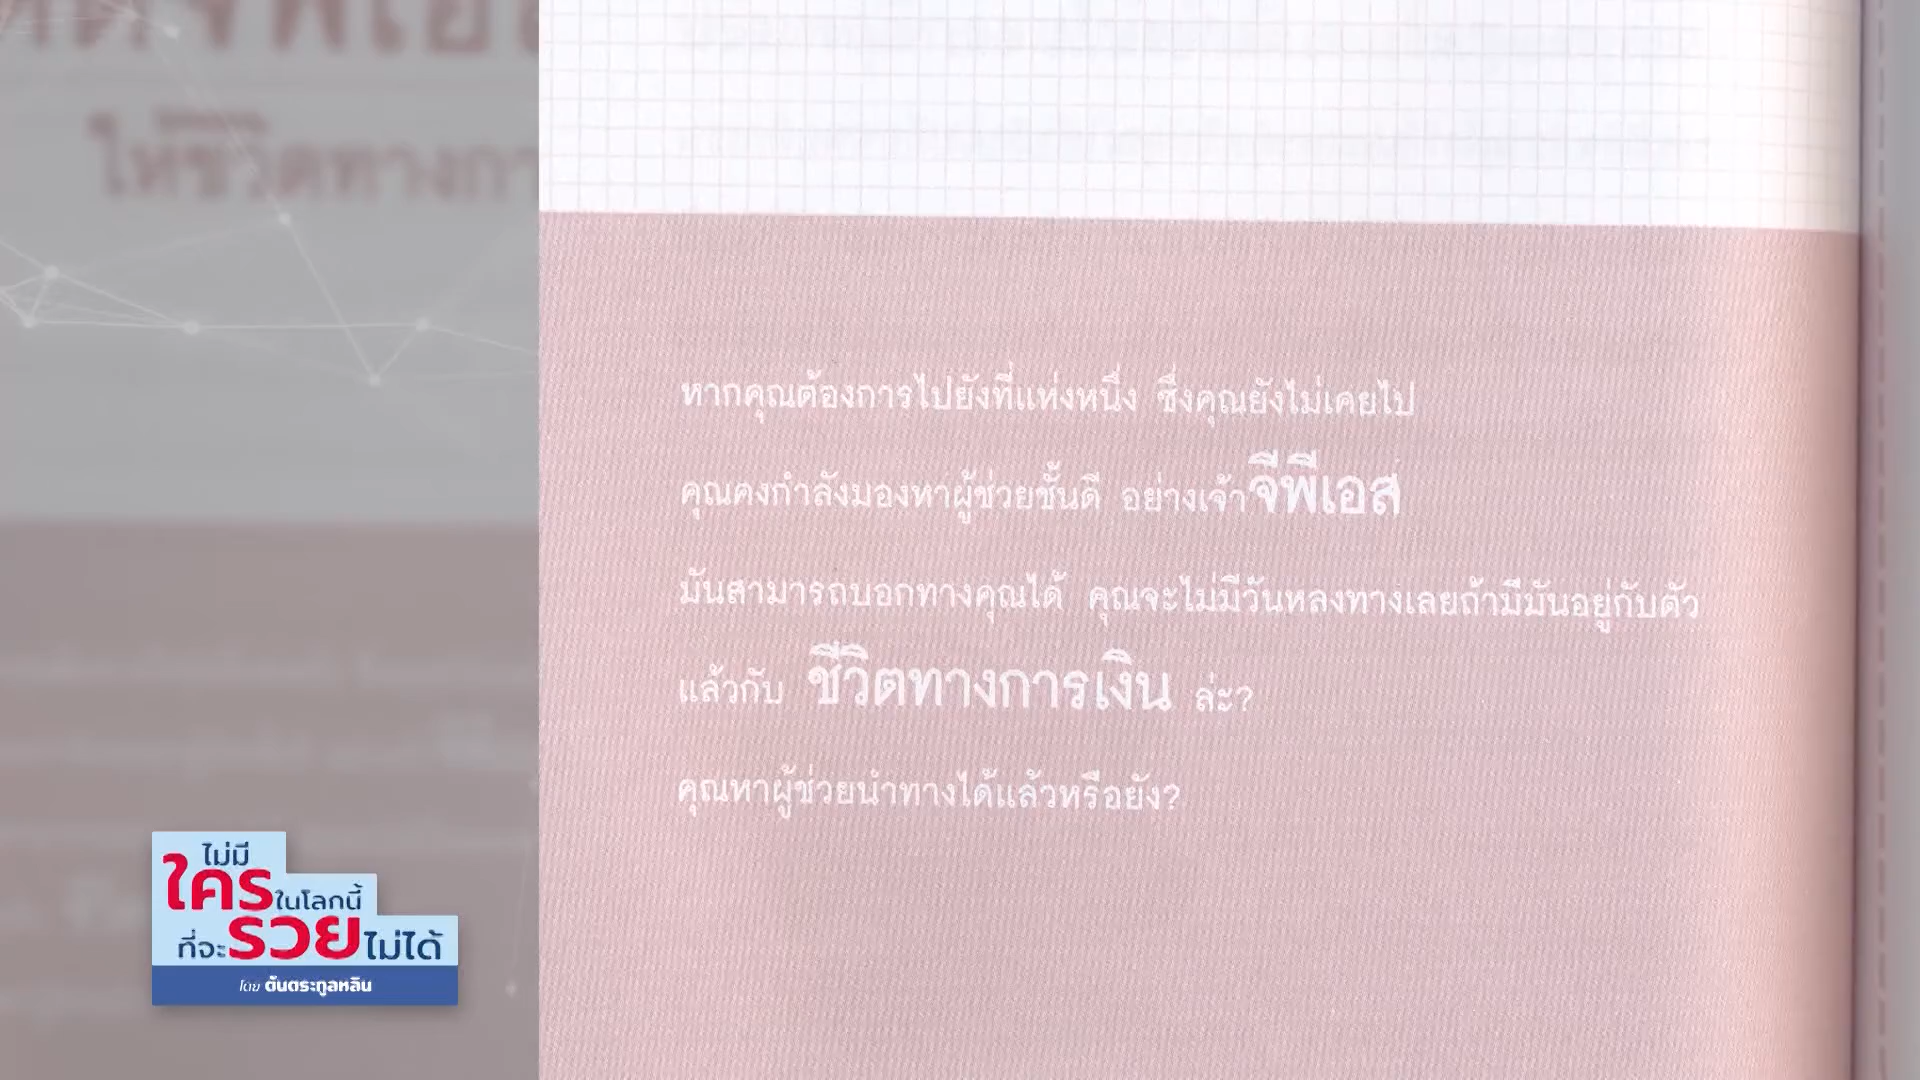 ให้ชีวิตทางกา
หากคุณต้องการไปยังที่แห่งหนึ่ง ซึ่งคุณยังไม่เคยไป
คุณคงกำลังมองหาผู้ช่วยชั้นดี อย่างเจ้าจีพีเอส
มันสามารถบอกทางคุณได้ คุณจะไม่มีวันหลงทางเลยถ้ามีมันอยู่กับตัว
แล้วกับ ชีวิตทางการเงิน ล่ะ?
คุณหาผู้ช่วยนำทางได้แล้วหรือยัง?
ไม่มี
ใครในโลกนี้
ที่จะรวยไม่ได้
โดย ต้นตระกูลหลิน